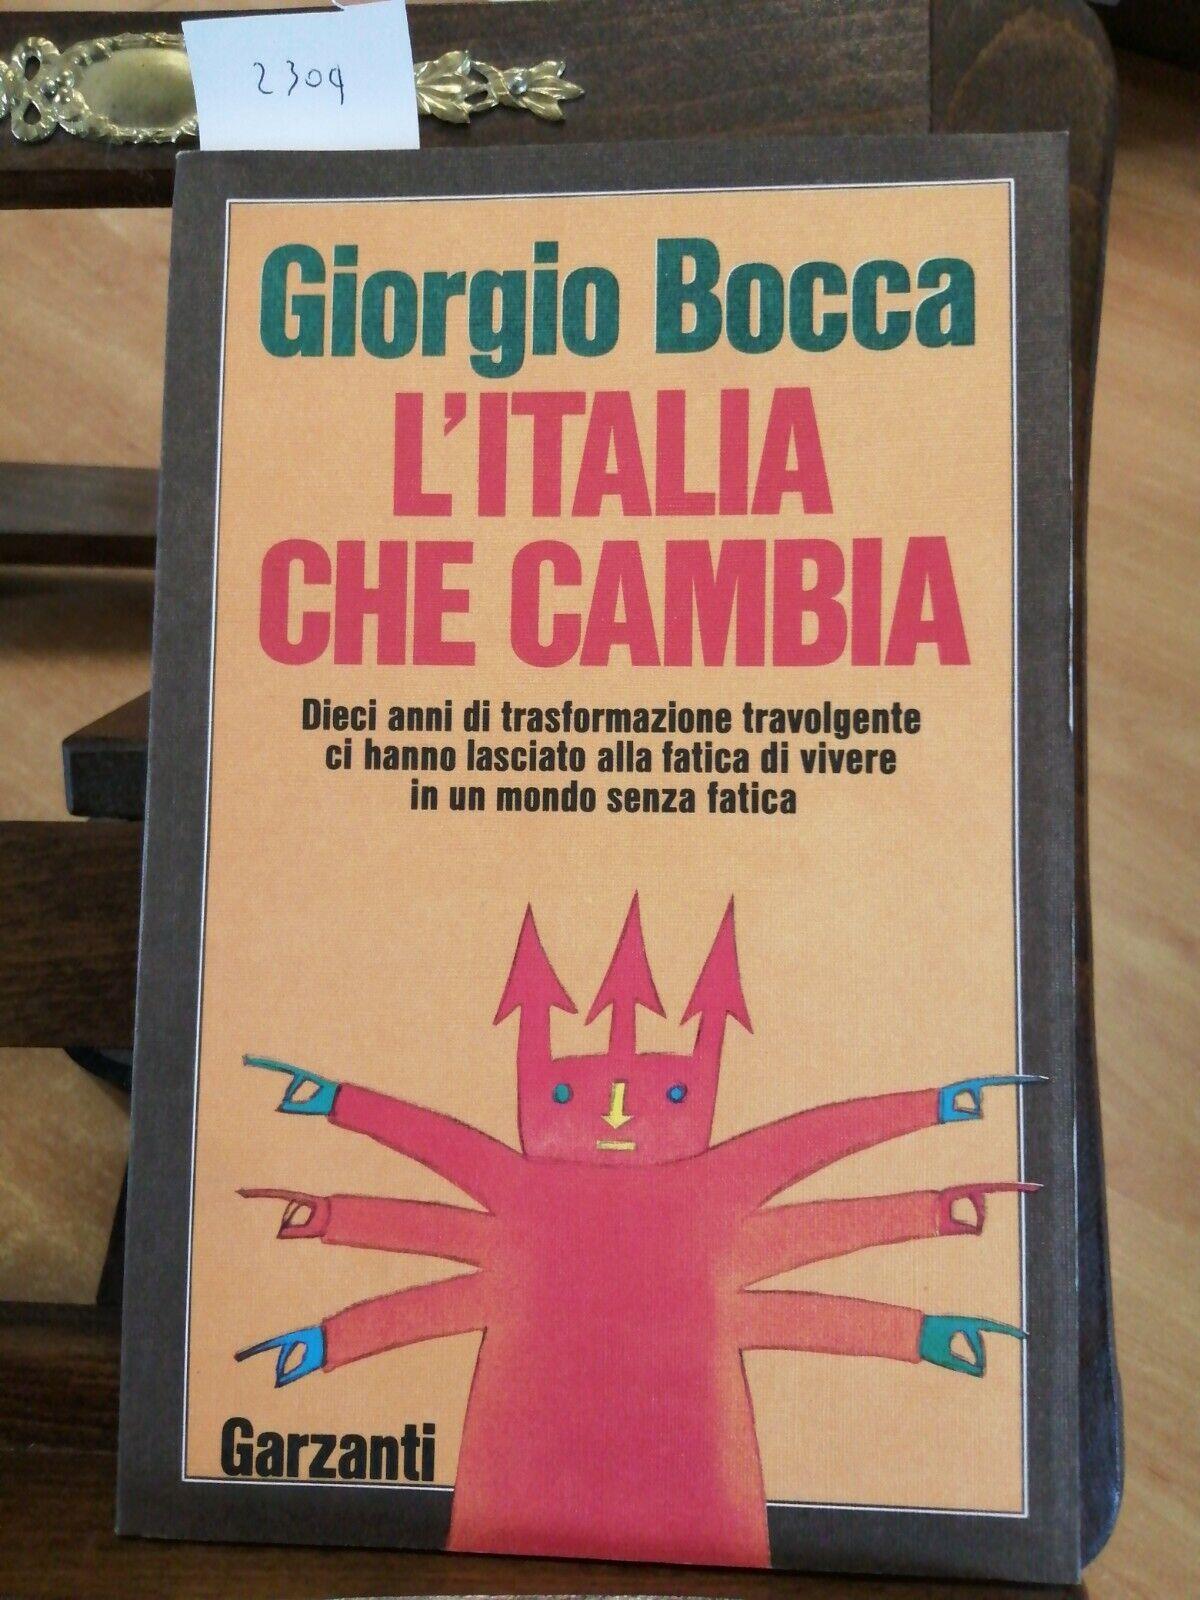 2304
Giorgio Bocca
L'ITALIA
CHE CAMBIA
Dieci anni di trasformazione travolgente
ci hanno lasciato alla fatica di vivere
in un mondo senza fatica
Garzanti